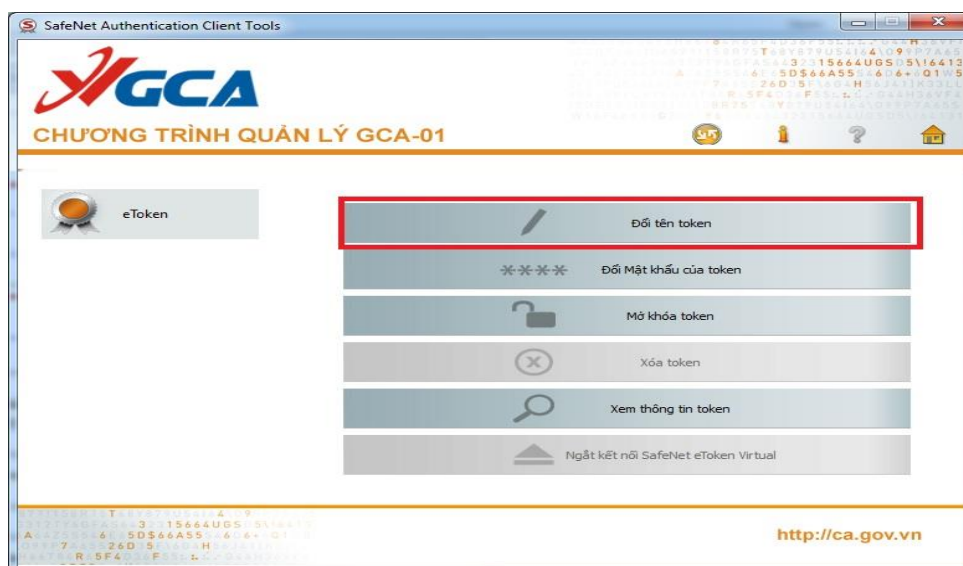 SafeNet Authentication Client Tools
GCA
CHƯƠNG TRÌNH QUẢN LÝ GCA-01
eToken
Đổi tên token
Đổi Mật khẩu của token
Mở khóa token
Xóa token
Xem thông tin token
Ngắt kết nối SafeNet eToken Virtual
http://ca.gov.vn